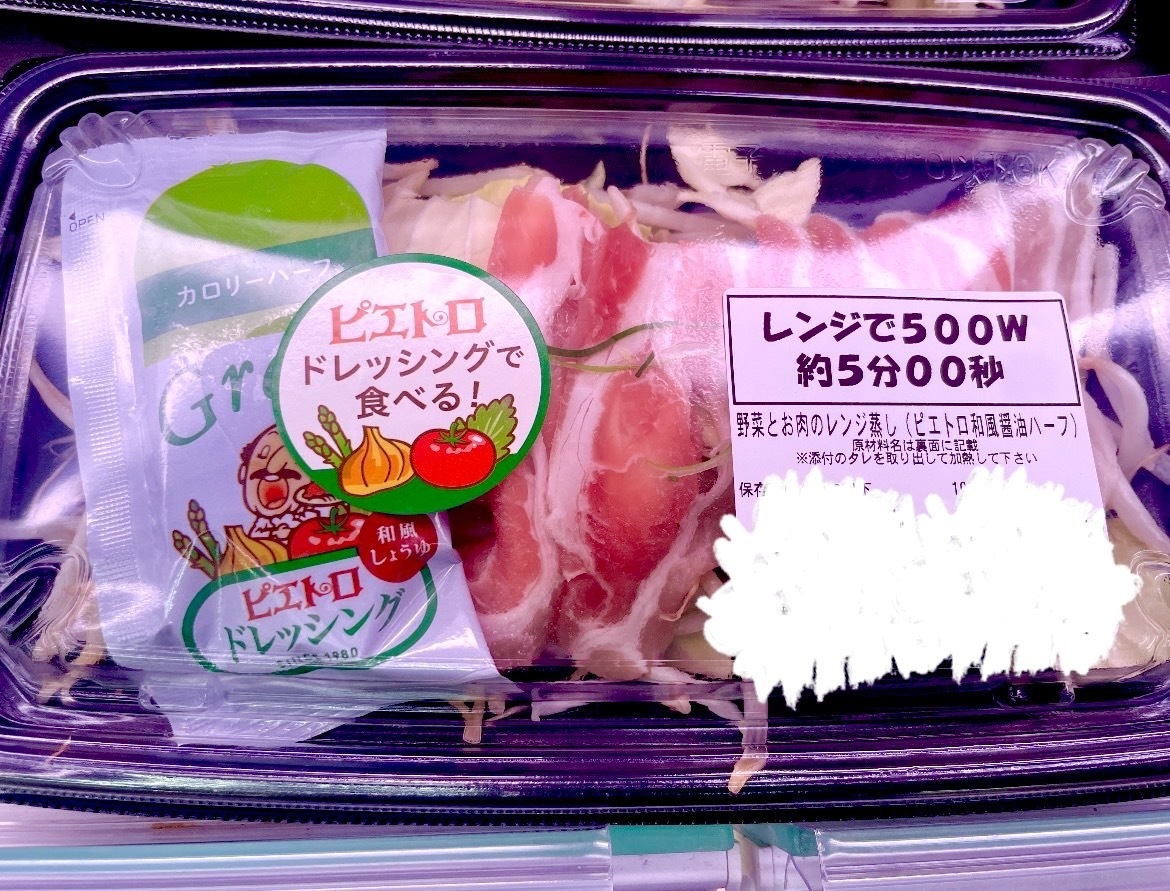 OPEN
カロリーハーフ
Gre
ピエトロ
ドレッシングで
食べる!
和風
しょうゆ
ピエトロ
ドレッシング
SINCE 1980
レンジで500W
約5分00秒
野菜とお肉のレンジ蒸し(ピエトロ和風醤油ハーフ)
原材料名は裏面に記載
※添付のタレを取り出して加熱して下さい
保存